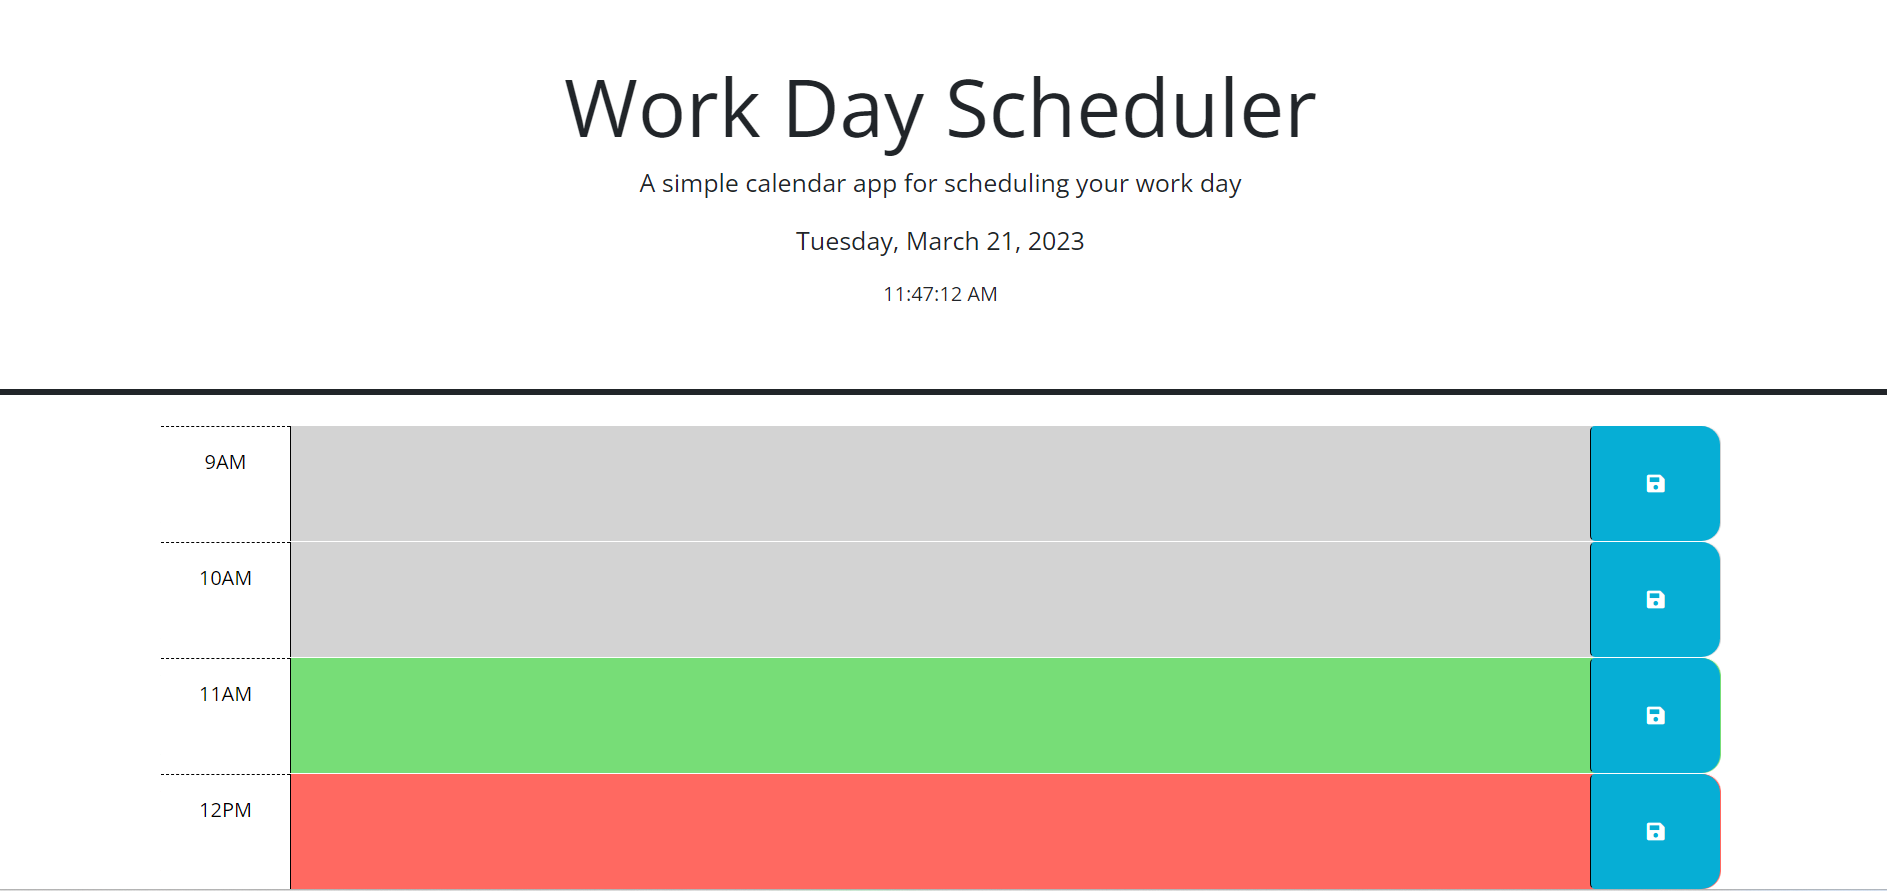 Work Day Scheduler
A simple calendar app for scheduling your work day
Tuesday, March 21, 2023
11:47:12 AM
9AM
10AM
11AM
12PM